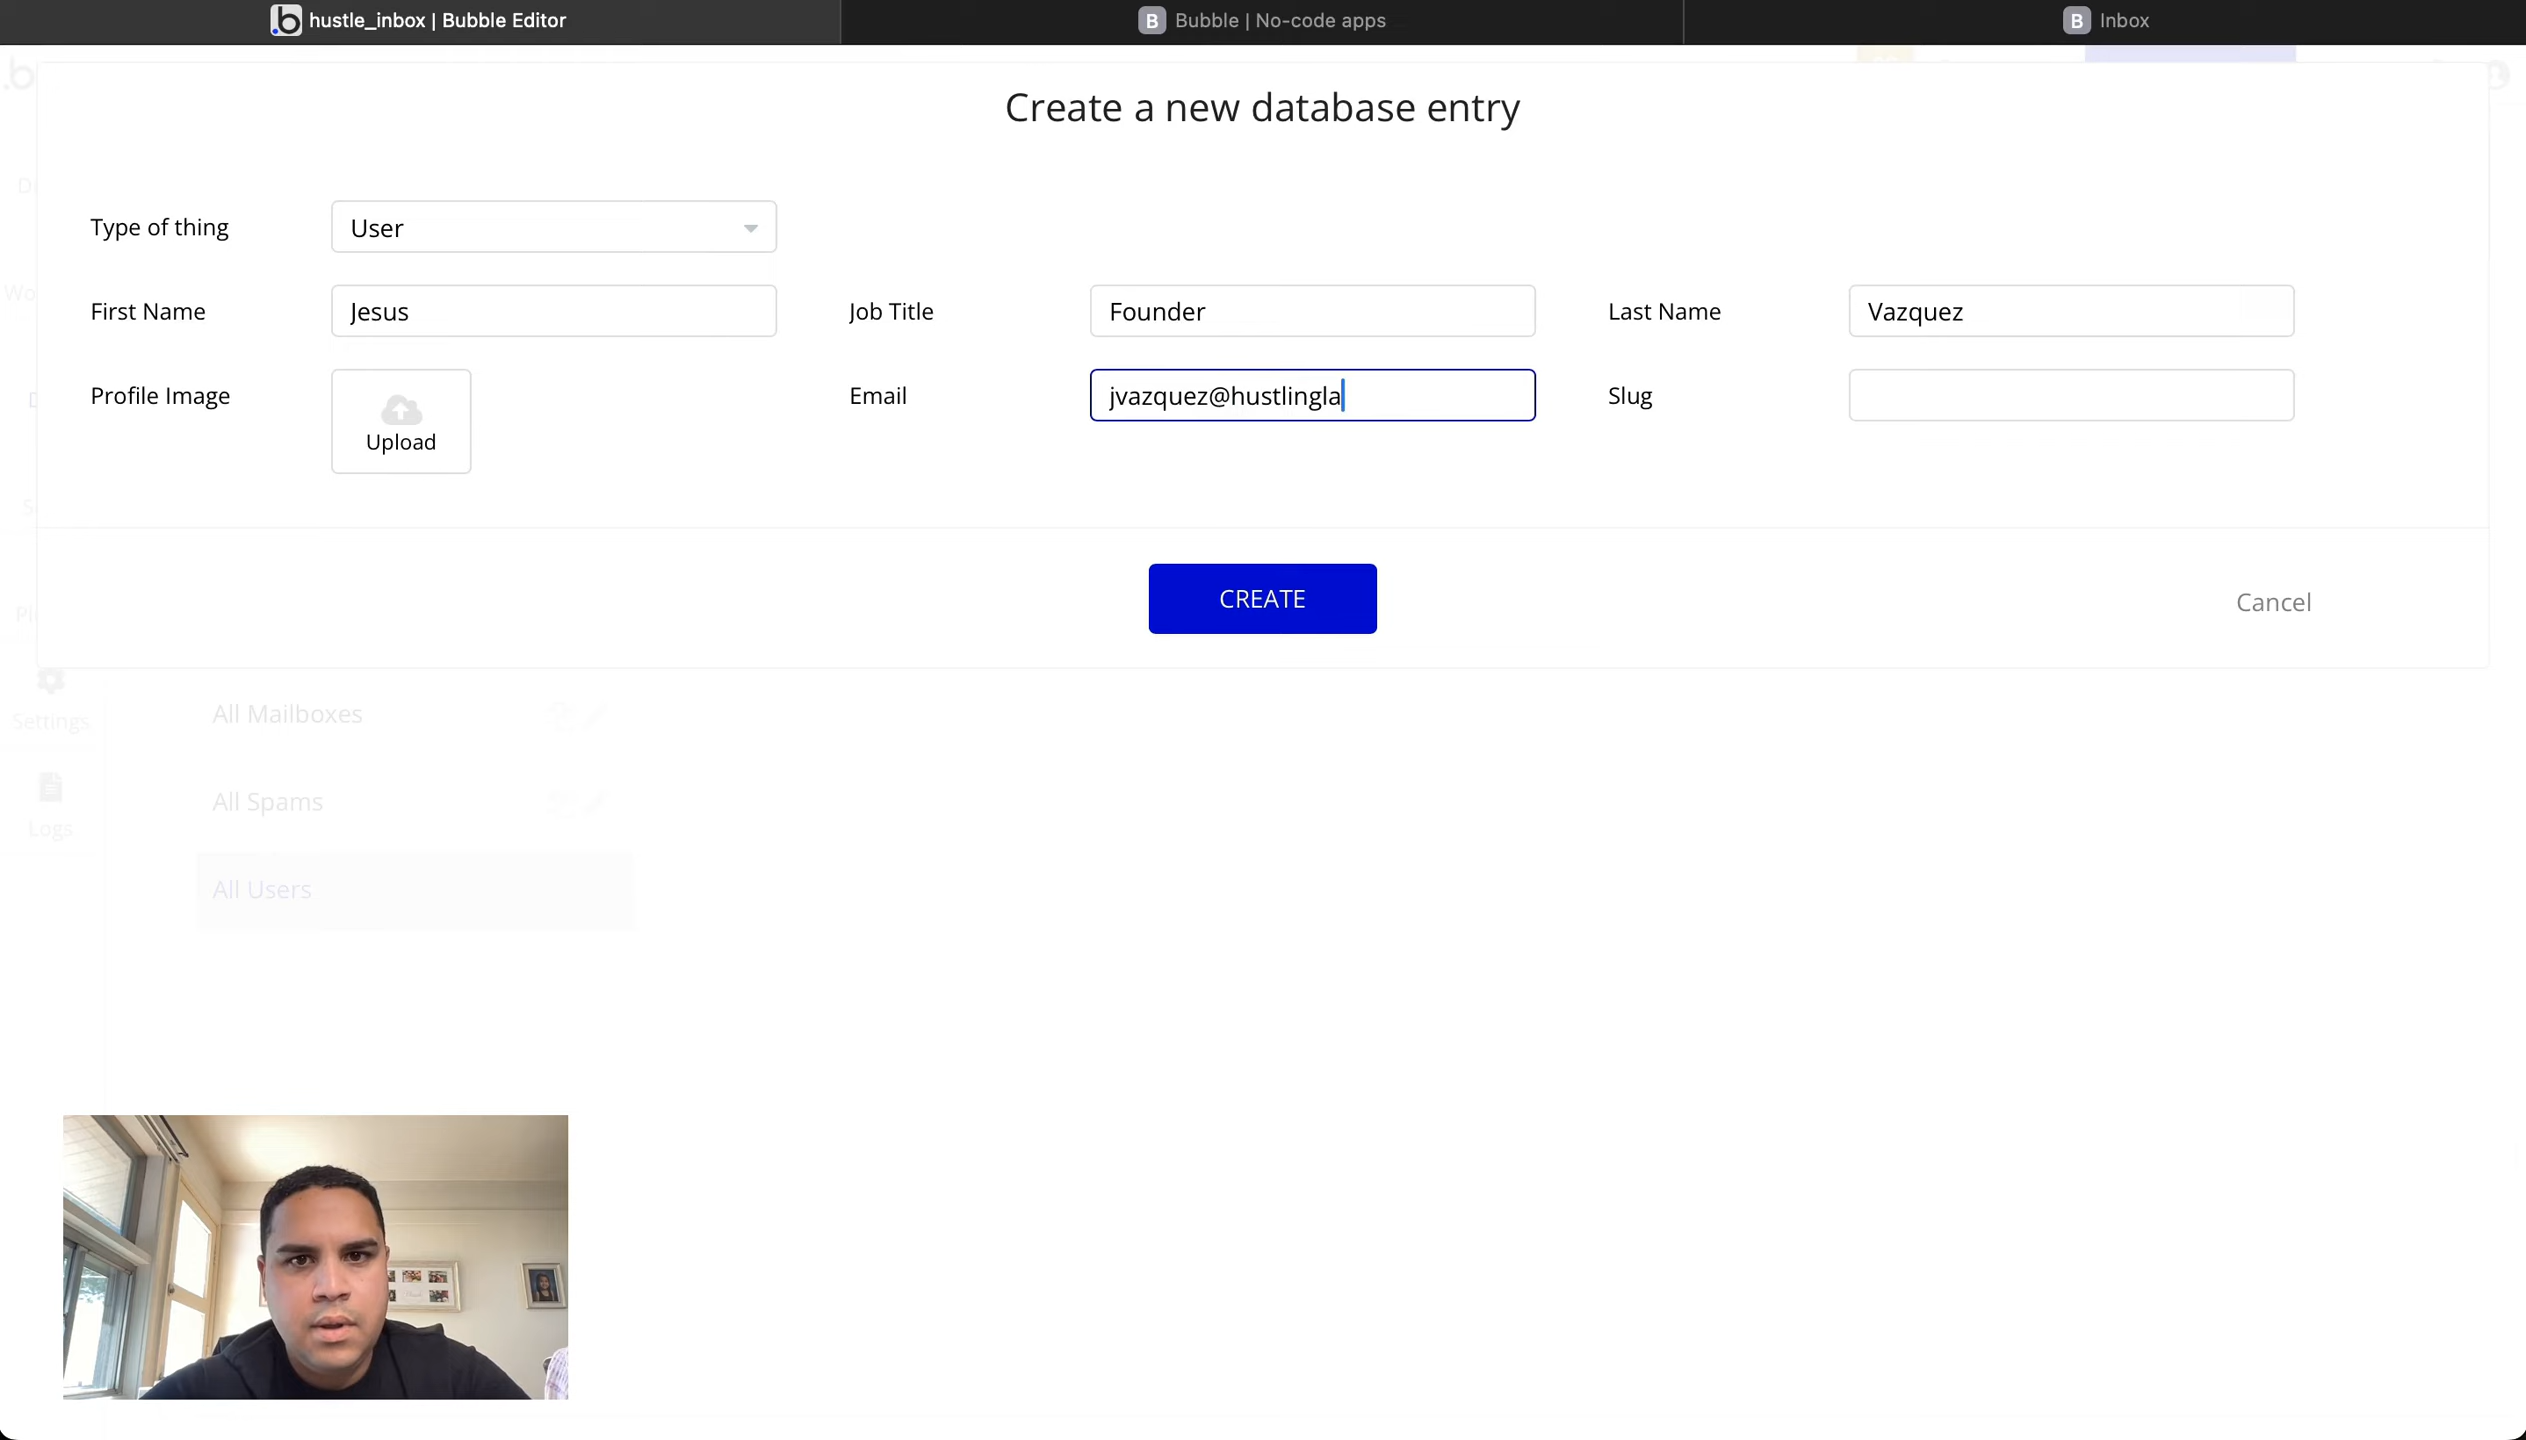 hustle_inbox | Bubble Editor
B Bubble | No-code apps
B Inbox
Create a new database entry
Type of thing
User
First Name
Jesus
Job Title
Founder
Last Name
Vazquez
Profile Image
Upload
Email
jvazquez@hustlingla
Slug
CREATE
Cancel
Settings
All Mailboxes
Logs
All Spams
All Users